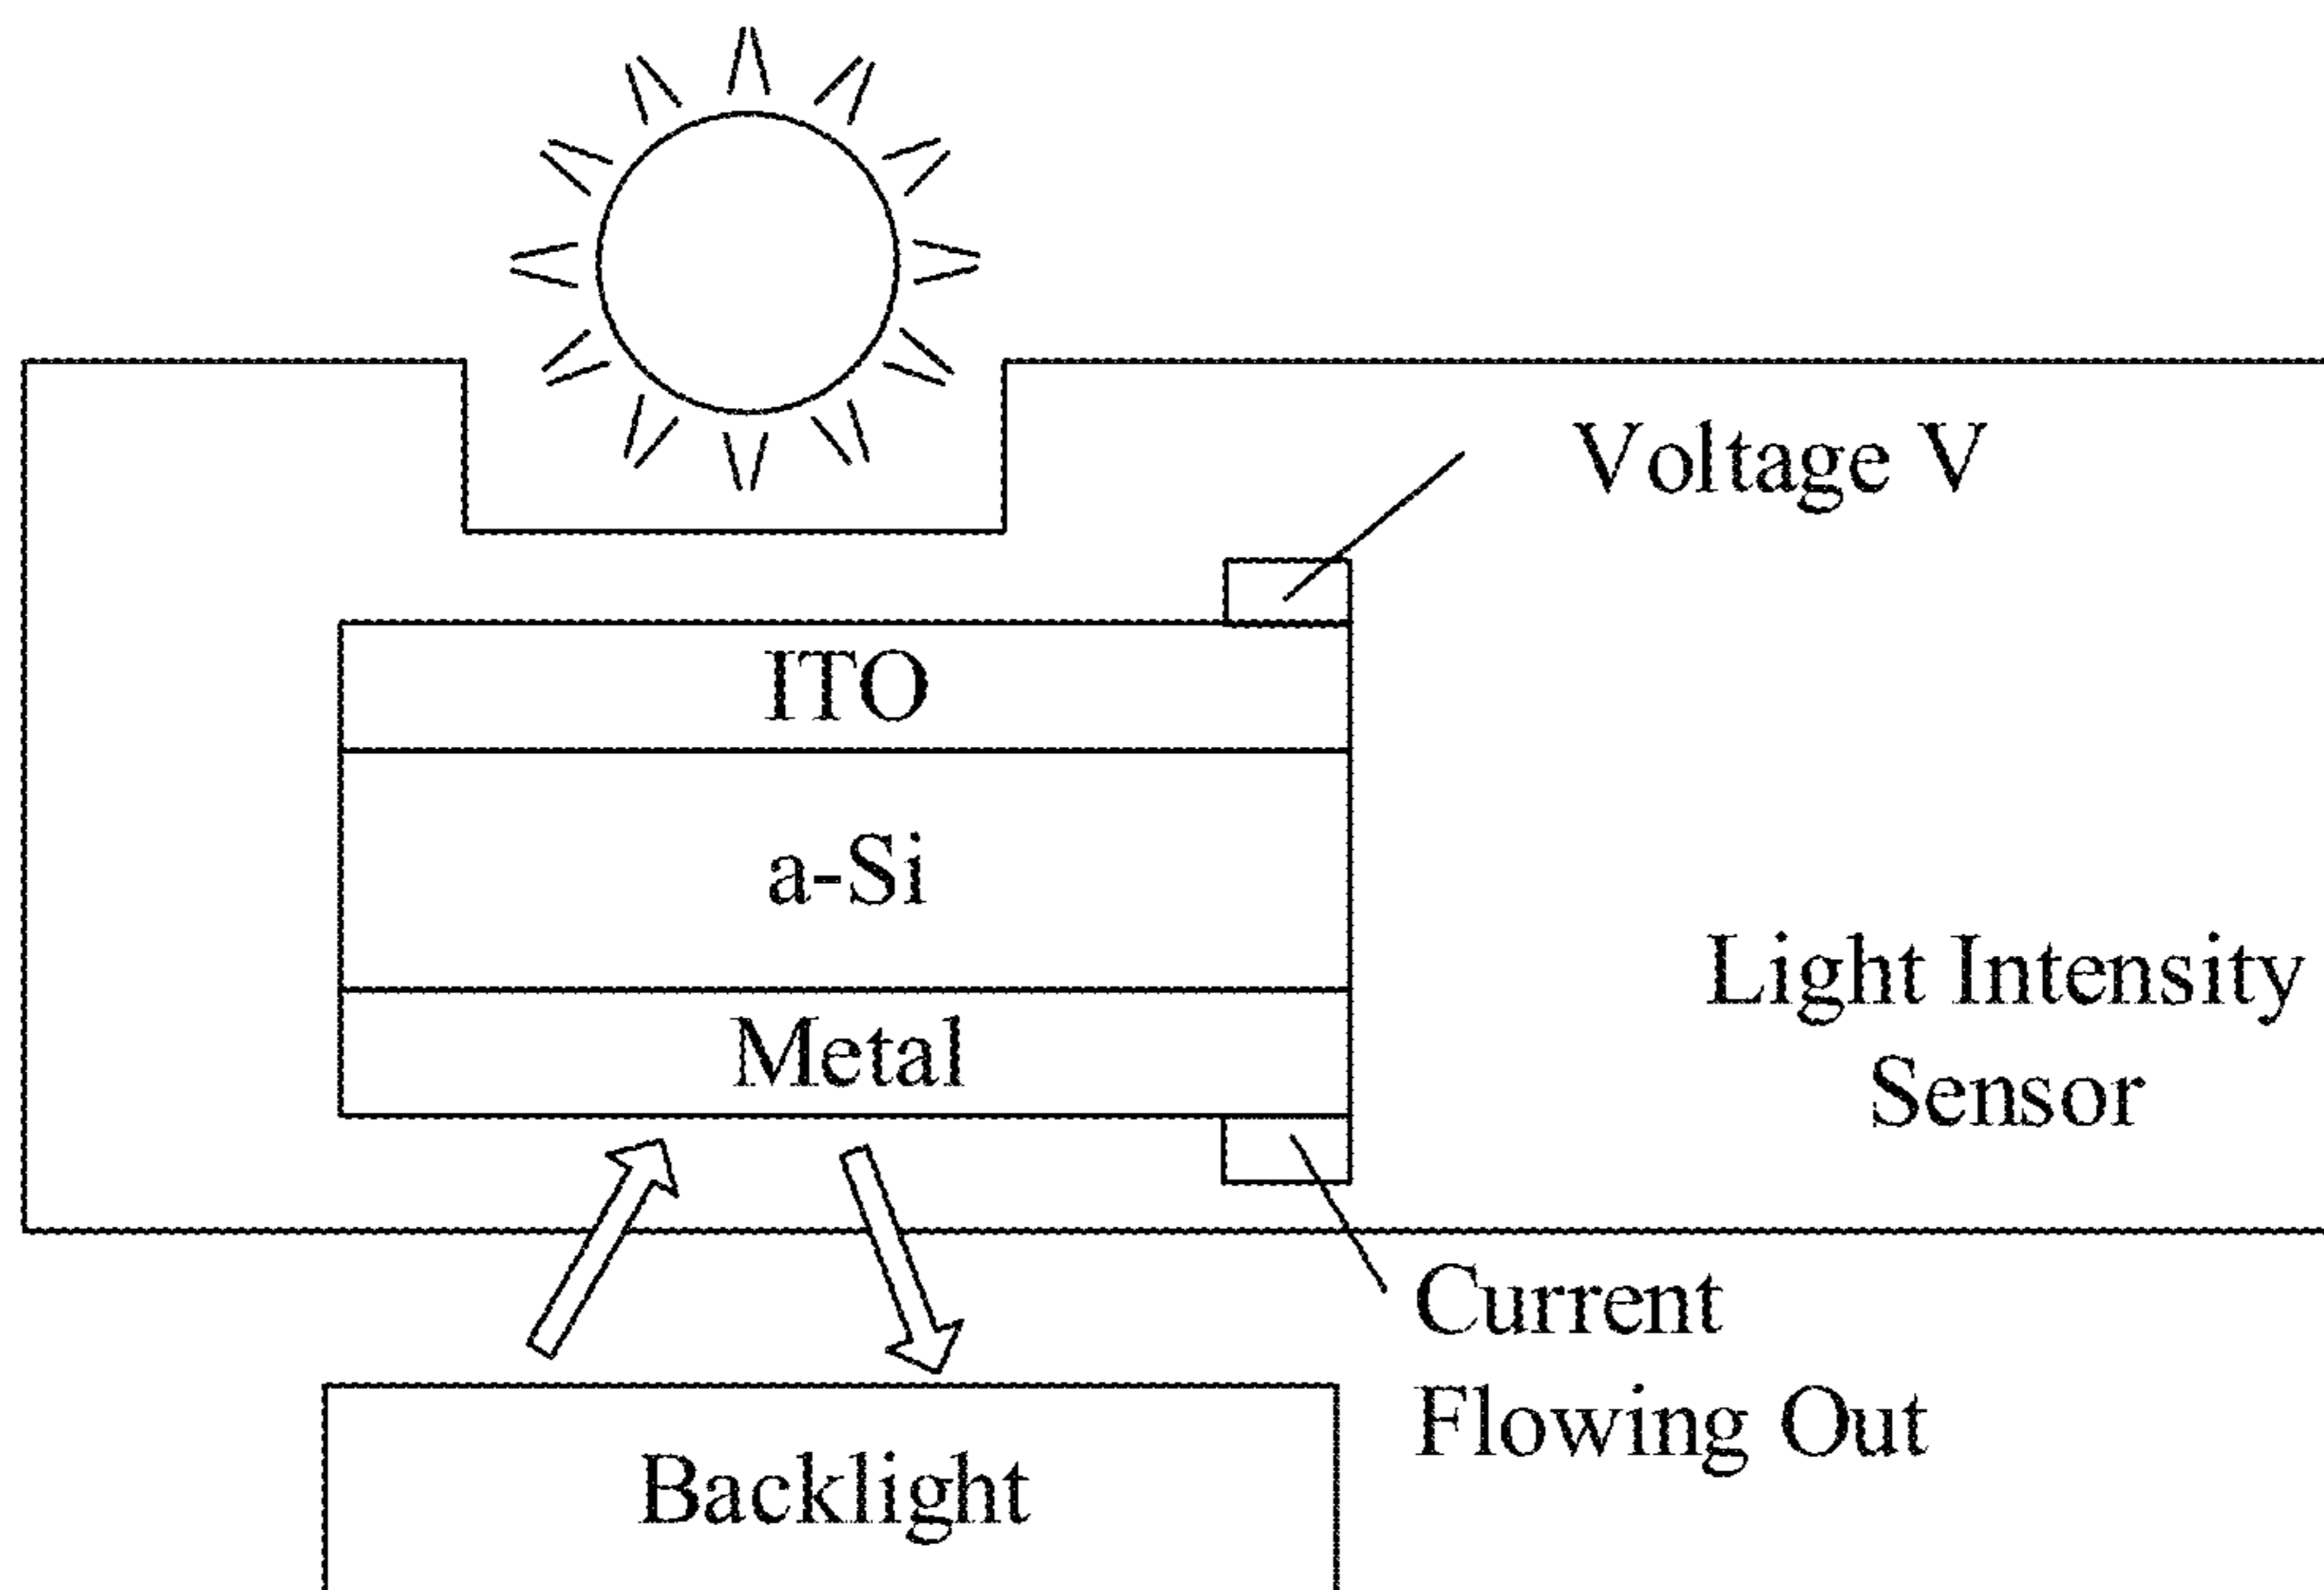 Voltage V
ITO
a-Si
Light Intensity
Sensor
Metal
Current
Flowing Out
Backlight